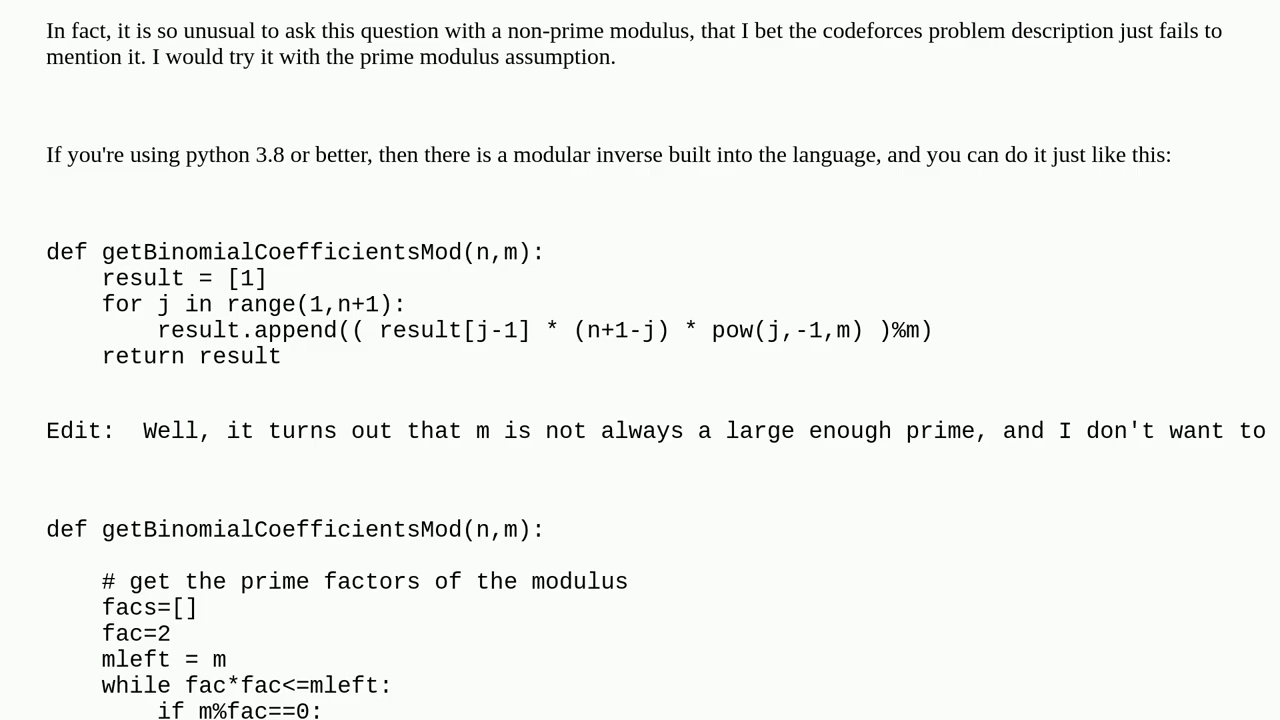 In fact, it is so unusual to ask this question with a non-prime modulus, that I bet the codeforces problem description just fails to
mention it. I would try it with the prime modulus assumption.
If you're using python 3.8 or better, then there is a modular inverse built into the language, and you can do it just like this:
def getBinomialCoefficientsMod(n,m):
    result = [1]
    for j in range(1,n+1):
        result.append(( result[j-1] * (n+1-j) * pow(j,-1,m) )%m)
    return result
Edit:  Well, it turns out that m is not always a large enough prime, and I don't want to
def getBinomialCoefficientsMod(n,m):
    # get the prime factors of the modulus
    facs=[]
    fac=2
    mleft = m
    while fac*fac<=mleft:
        if m%fac==0: